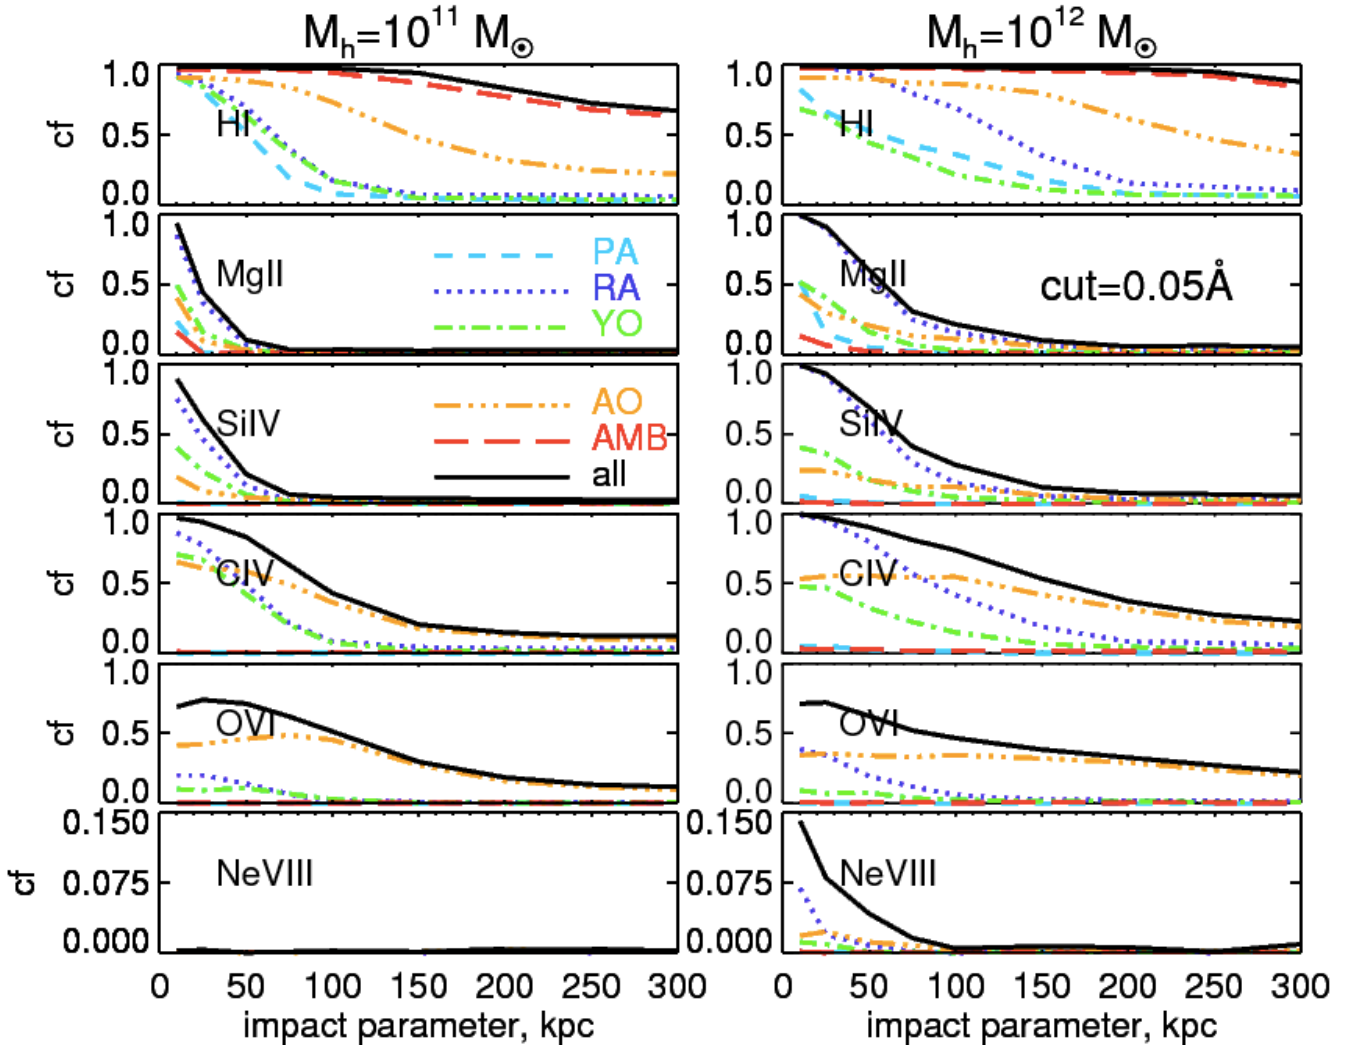 M_h=10^11 M_⊙
M_h=10^12 M_⊙
cf
1.0
0.5
0.0
HI
1.0
0.5
0.0
HI
cf
1.0
0.5
0.0
MgII
PA
RA
YO
1.0
0.5
0.0
MgII
cut=0.05Å
cf
1.0
0.5
0.0
SiIV
AO
AMB
all
1.0
0.5
0.0
SiIV
cf
1.0
0.5
0.0
CIV
1.0
0.5
0.0
CIV
cf
1.0
0.5
0.0
OVI
1.0
0.5
0.0
OVI
cf
0.150
0.075
0.000
NeVIII
0.150
0.075
0.000
NeVIII
0 50 100 150 200 250 300
0 50 100 150 200 250 300
impact parameter, kpc
impact parameter, kpc